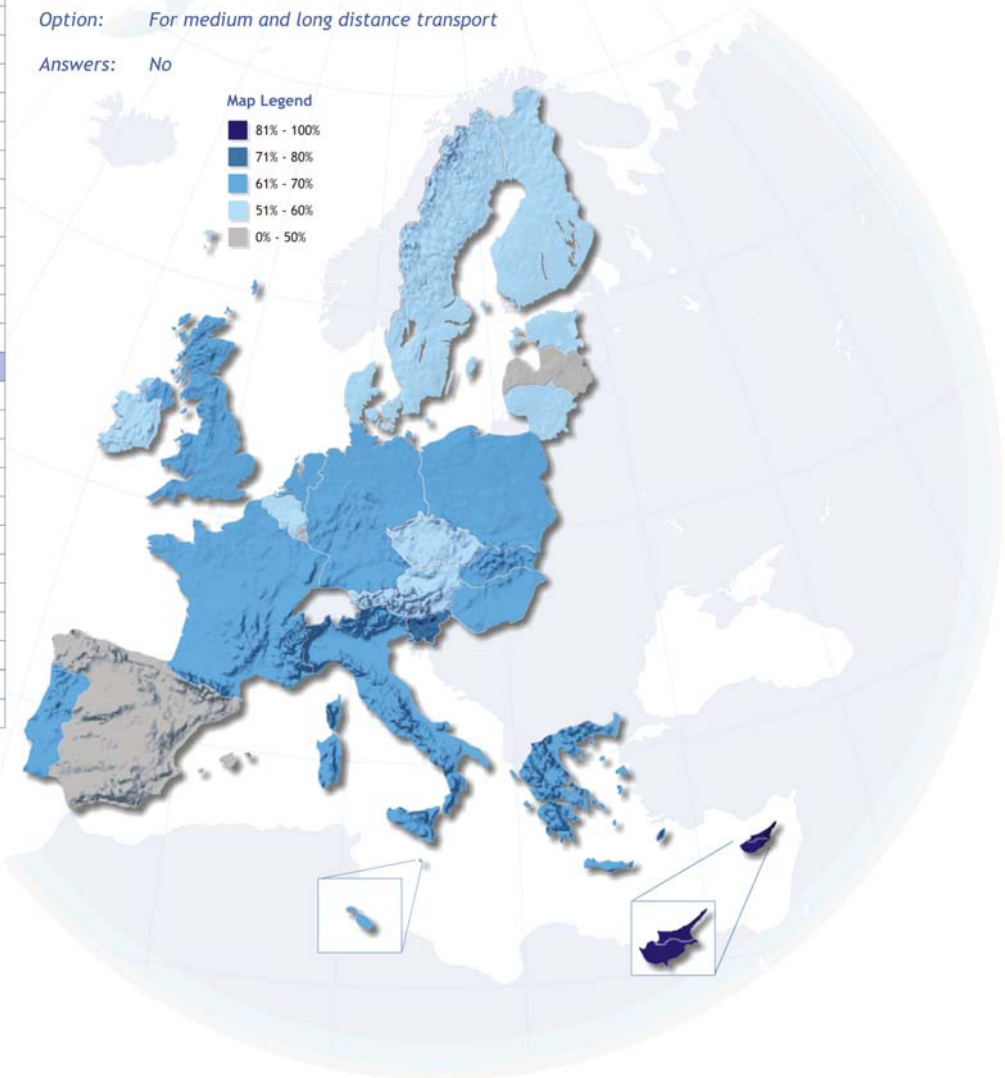 Option: For medium and long distance transport
Answers: No
Map Legend
81% - 100%
71% - 80%
61% - 70%
51% - 60%
0% - 50%